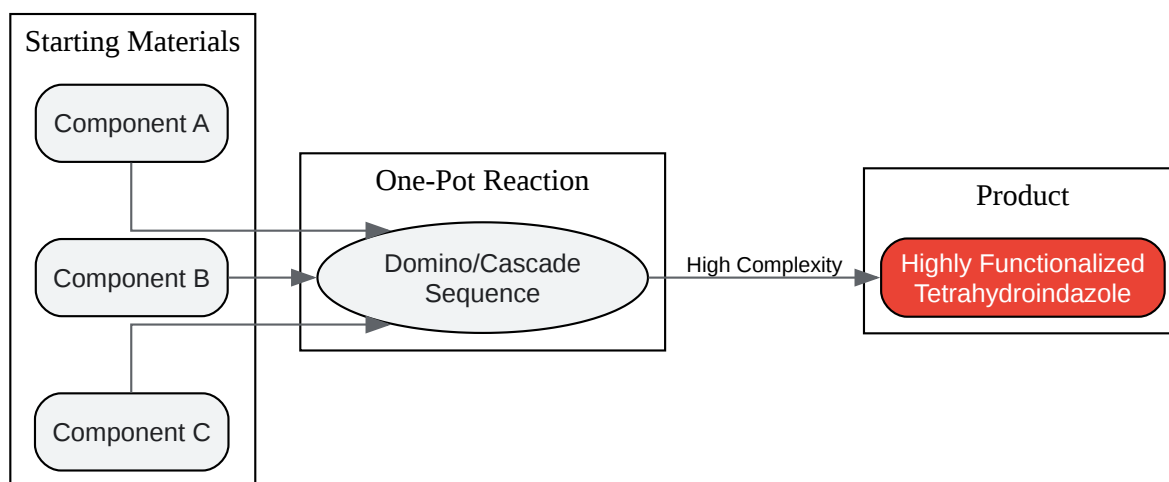 Starting Materials
Component A
Component B
Component C
One-Pot Reaction
Domino/Cascade
Sequence
High Complexity
Product
Highly Functionalized
Tetrahydroindazole